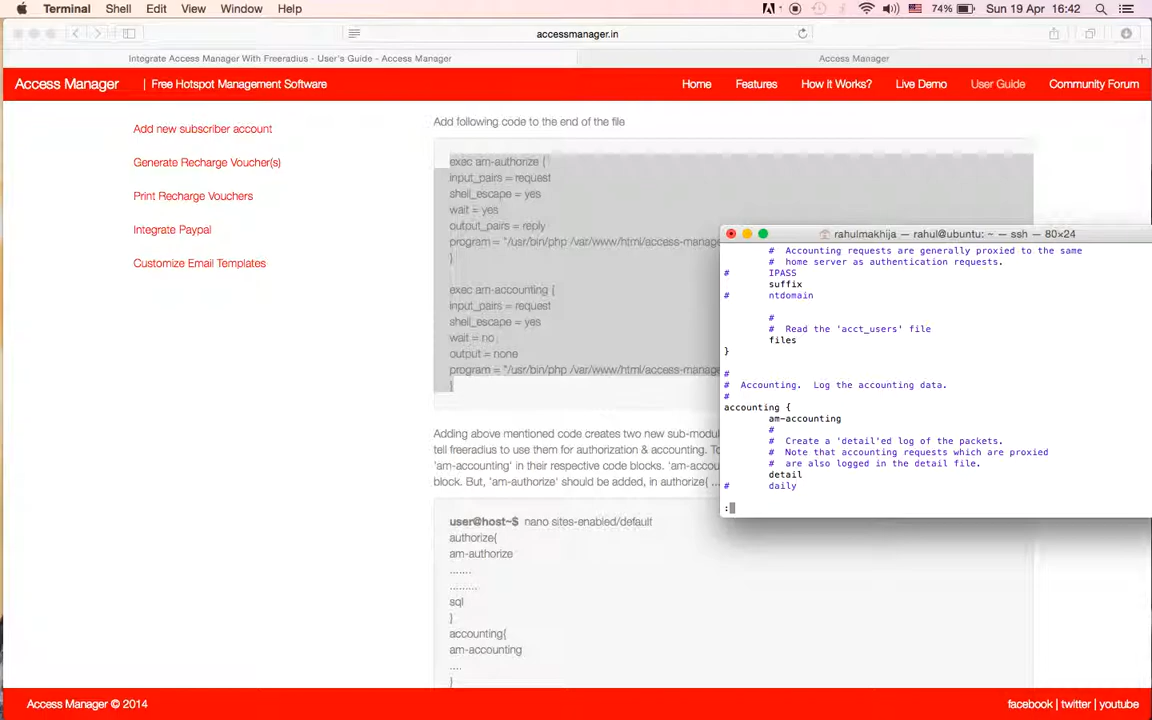 Terminal Shell Edit View Window Help 74% Sun 19 Apr 16:42
accessmanager.in
Integrate Access Manager With Freeradius - User's Guide - Access Manager
Access Manager
Access Manager | Free Hotspot Management Software
Home Features How It Works? Live Demo User Guide Community Forum
Add new subscriber account
Generate Recharge Voucher(s)
Print Recharge Vouchers
Integrate Paypal
Customize Email Templates
Add following code to the end of the file
exec am-authorize {
input_pairs = request
shell_escape = yes
wait = yes
output_pairs = reply
program = "/usr/bin/php /var/www/html/access-manage
}
exec am-accounting {
input_pairs = request
shell_escape = yes
wait = no
output = none
program = "/usr/bin/php /var/www/html/access-manage
}
Adding above mentioned code creates two new sub-modul
tell freeradius to use them for authorization & accounting. To
'am-accounting' in their respective code blocks. 'am-accou
block. But, 'am-authorize' should be added, in authorize{ ...
user@host~$ nano sites-enabled/default
authorize{
am-authorize
.......
.........
sql
}
accounting{
am-accounting
....
}
rahulmakhija — rahul@ubuntu: ~ — ssh — 80×24
# Accounting requests are generally proxied to the same
# home server as authentication requests.
# IPASS
suffix
# ntdomain
#
# Read the 'acct_users' file
files
}
#
# Accounting. Log the accounting data.
#
accounting {
am-accounting
#
# Create a 'detail'ed log of the packets.
# Note that accounting requests which are proxied
# are also logged in the detail file.
detail
# daily
:
Access Manager © 2014
facebook | twitter | youtube